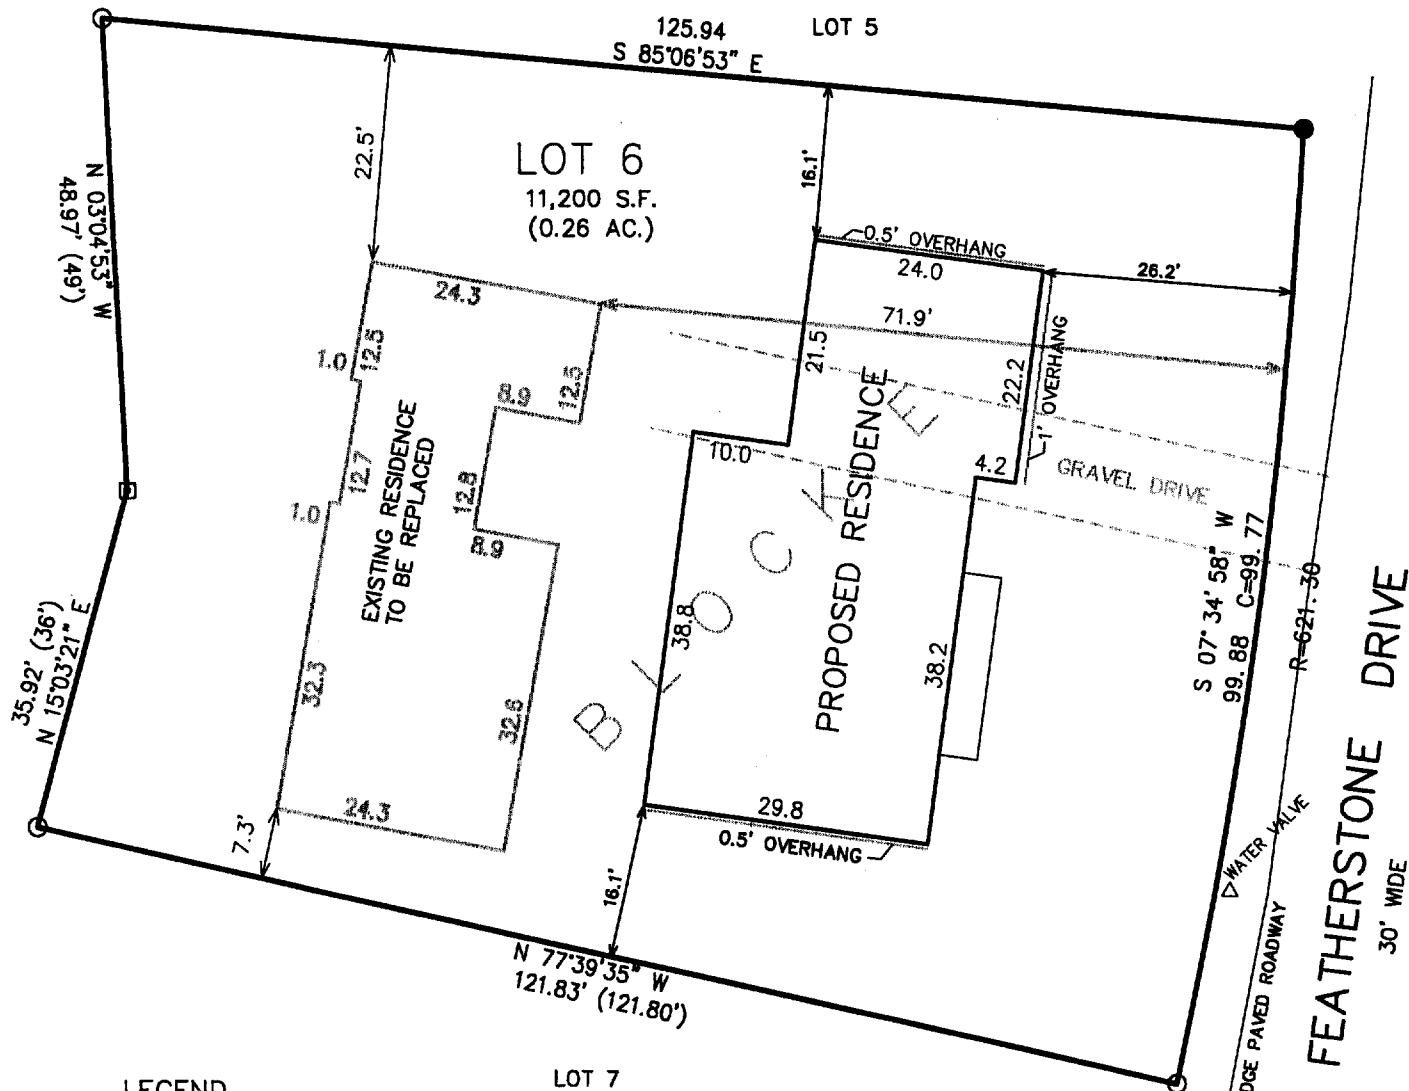 125.94
LOT 5
S 85°06'53" E
22.5'
LOT 6
11,200 S.F.
(0.26 AC.)
16.1'
N 03°04'53" W
48.97' (49')
0.5' OVERHANG
24.0
26.2'
24.3
71.9'
1.0
12.5
12.5
21.5
22.2
1' OVERHANG
8.9
10.0
4.2
GRAVEL DRIVE
12.7
12.8
1.0
8.9
EXISTING RESIDENCE
TO BE REPLACED
BLOCK E
PROPOSED RESIDENCE
S 07° 34' 58" W
99.88 C=99.77
R=621.30
35.92' (36')
N 15°03'21" E
32.3
32.6
38.8
38.2
24.3
7.3'
29.8
0.5' OVERHANG
16.1'
WATER VALVE
N 77°39'35" W
121.83' (121.80')
DGE PAVED ROADWAY
FEATHERSTONE DRIVE
30' WIDE
LEGEND
LOT 7